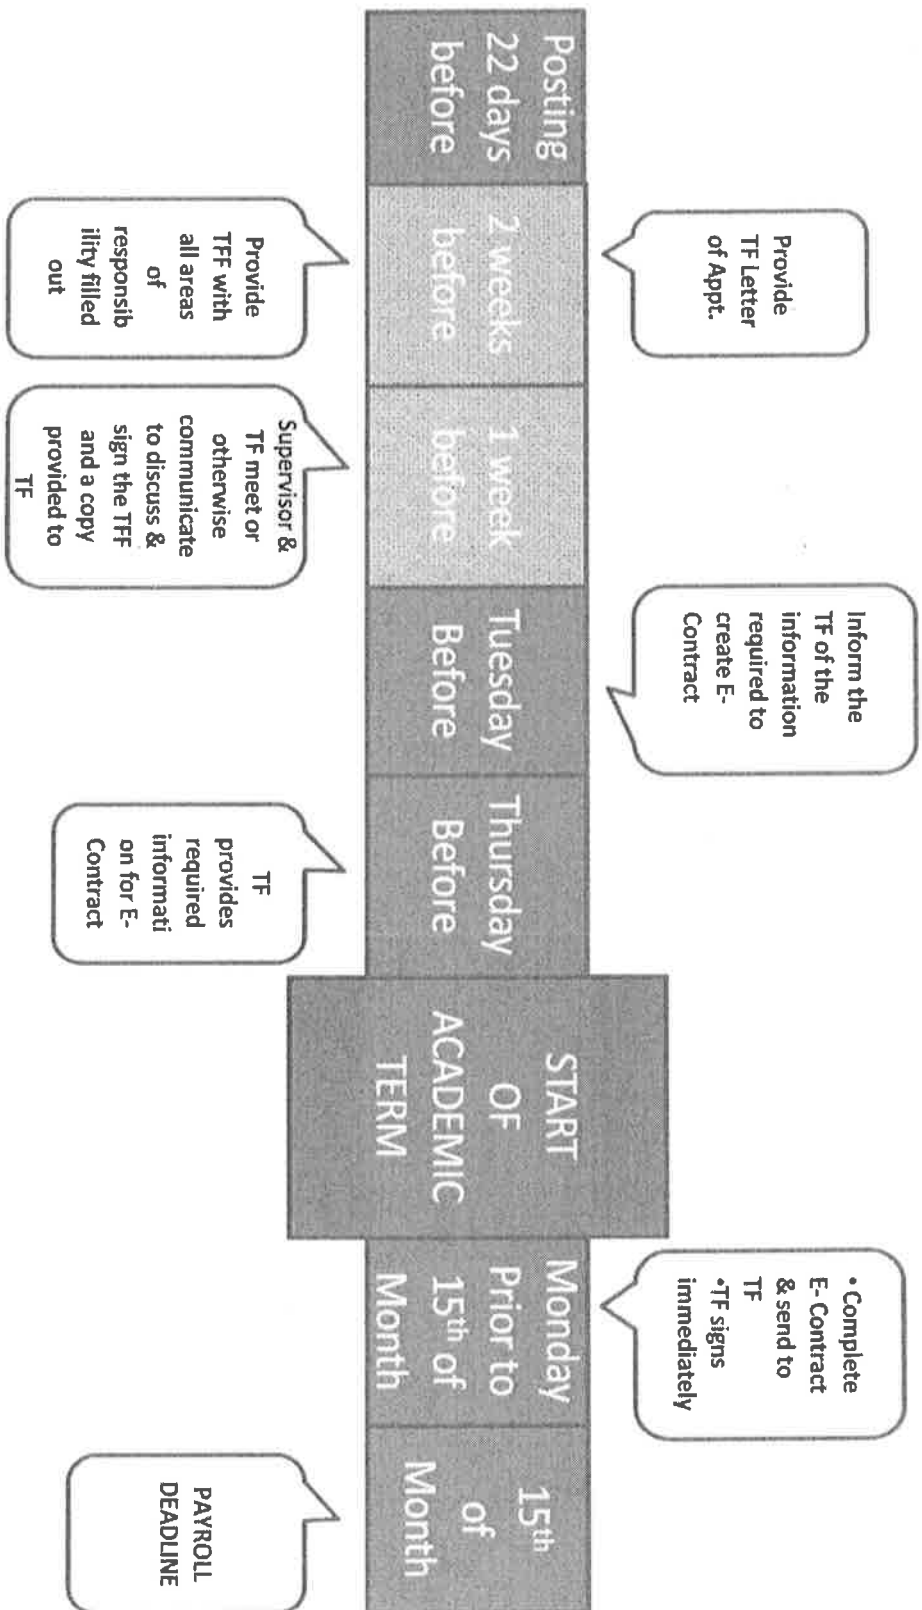 Provide
TF Letter
of Appt.
Inform the
TF of the
information
required to
create E-
Contract
• Complete
E- Contract
& send to
TF
•TF signs
immediately
Posting
22 days
before
2 weeks
before
1 week
before
Tuesday
Before
Thursday
Before
START
OF
ACADEMIC
TERM
Monday
Prior to
15th of
Month
15th
of
Month
Provide
TFF with
all areas
of
responsib
ility filled
out
Supervisor &
TF meet or
otherwise
communicate
to discuss &
sign the TFF
and a copy
provided to
TF
TF
provides
required
informati
on for E-
Contract
PAYROLL
DEADLINE